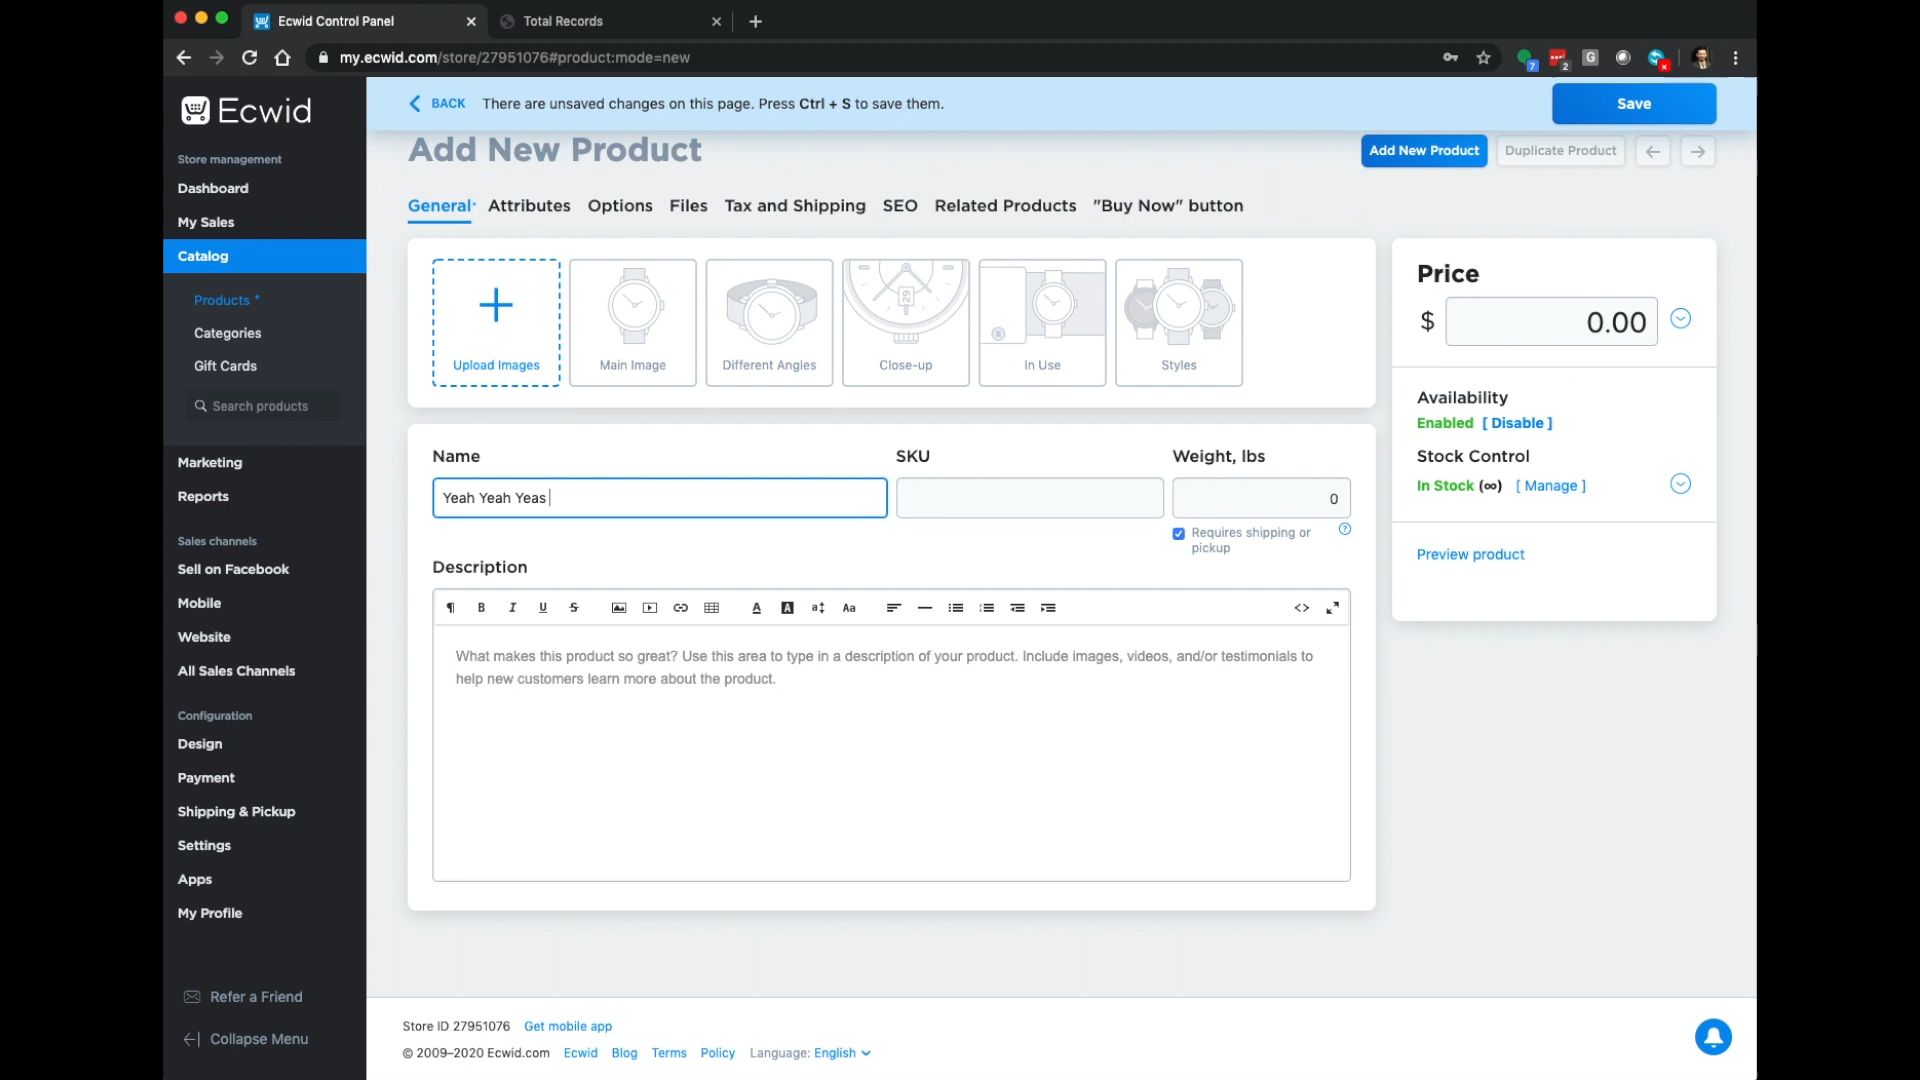 Ecwid Control Panel
Total Records
my.ecwid.com/store/27951076#product:mode=new
G
7
2
Ecwid
BACK There are unsaved changes on this page. Press Ctrl + S to save them.
Save
Add New Product
Add New Product
Duplicate Product
Store management
Dashboard
My Sales
Catalog
Products *
Categories
Gift Cards
Search products
Marketing
Reports
Sales channels
Sell on Facebook
Mobile
Website
All Sales Channels
Configuration
Design
Payment
Shipping & Pickup
Settings
Apps
My Profile
Refer a Friend
Collapse Menu
General Attributes Options Files Tax and Shipping SEO Related Products "Buy Now" button
Upload Images
Main Image
Different Angles
29
Close-up
In Use
Styles
Name
SKU
Weight, lbs
Yeah Yeah Yeas
0
Requires shipping or
pickup
?
Description
¶ B I U S A A Aa <>
What makes this product so great? Use this area to type in a description of your product. Include images, videos, and/or testimonials to
help new customers learn more about the product.
Price
$ 0.00
Availability
Enabled [ Disable ]
Stock Control
In Stock (∞) [ Manage ]
Preview product
Store ID 27951076 Get mobile app
© 2009–2020 Ecwid.com Ecwid Blog Terms Policy Language: English